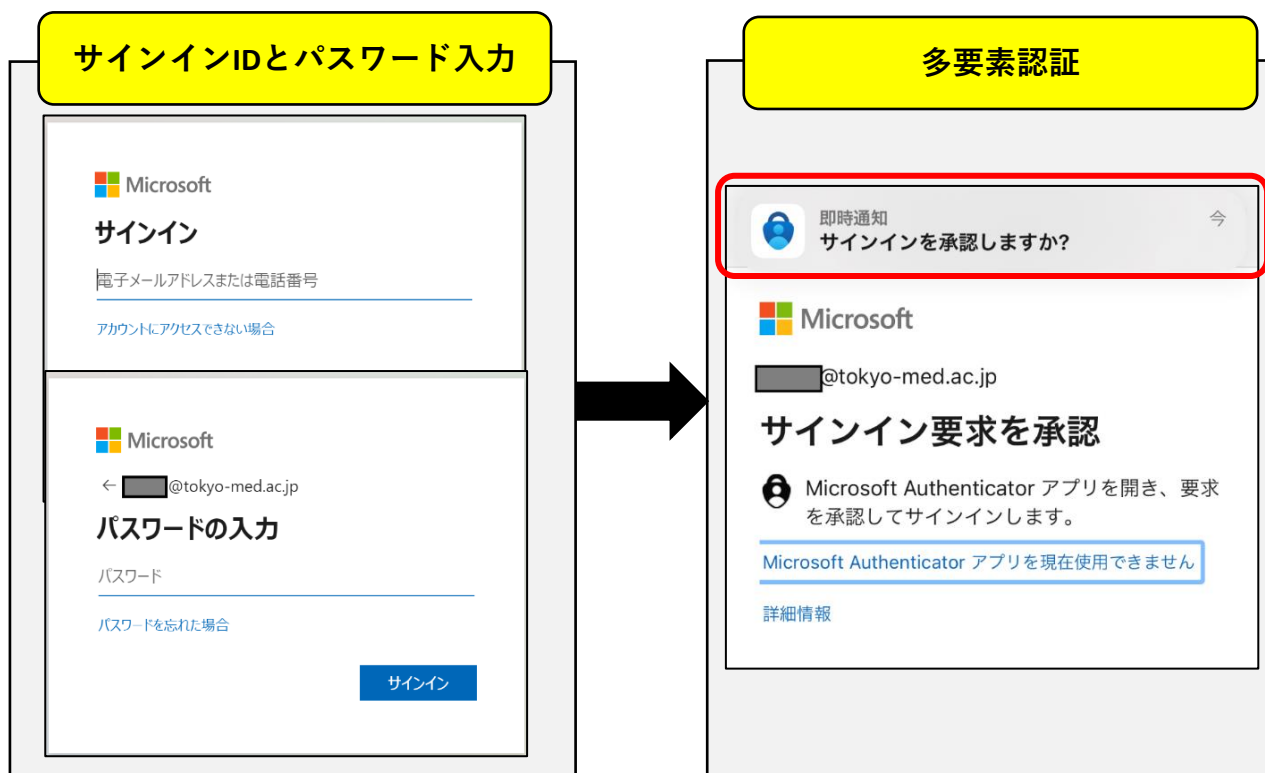 サインインIDとパスワード入力
Microsoft
サインイン
電子メールアドレスまたは電話番号
アカウントにアクセスできない場合
Microsoft
← @tokyo-med.ac.jp
パスワードの入力
パスワード
パスワードを忘れた場合
サインイン
多要素認証
即時通知
今
サインインを承認しますか?
Microsoft
@tokyo-med.ac.jp
サインイン要求を承認
Microsoft Authenticator アプリを開き、要求
を承認してサインインします。
Microsoft Authenticator アプリを現在使用できません
詳細情報